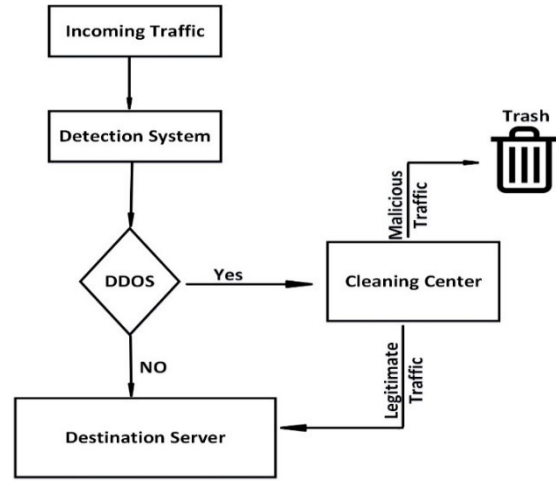 Incoming Traffic
Detection System
Trash
Malicious
Traffic
DDOS
Yes
Cleaning Center
NO
Legitimate
Traffic
Destination Server